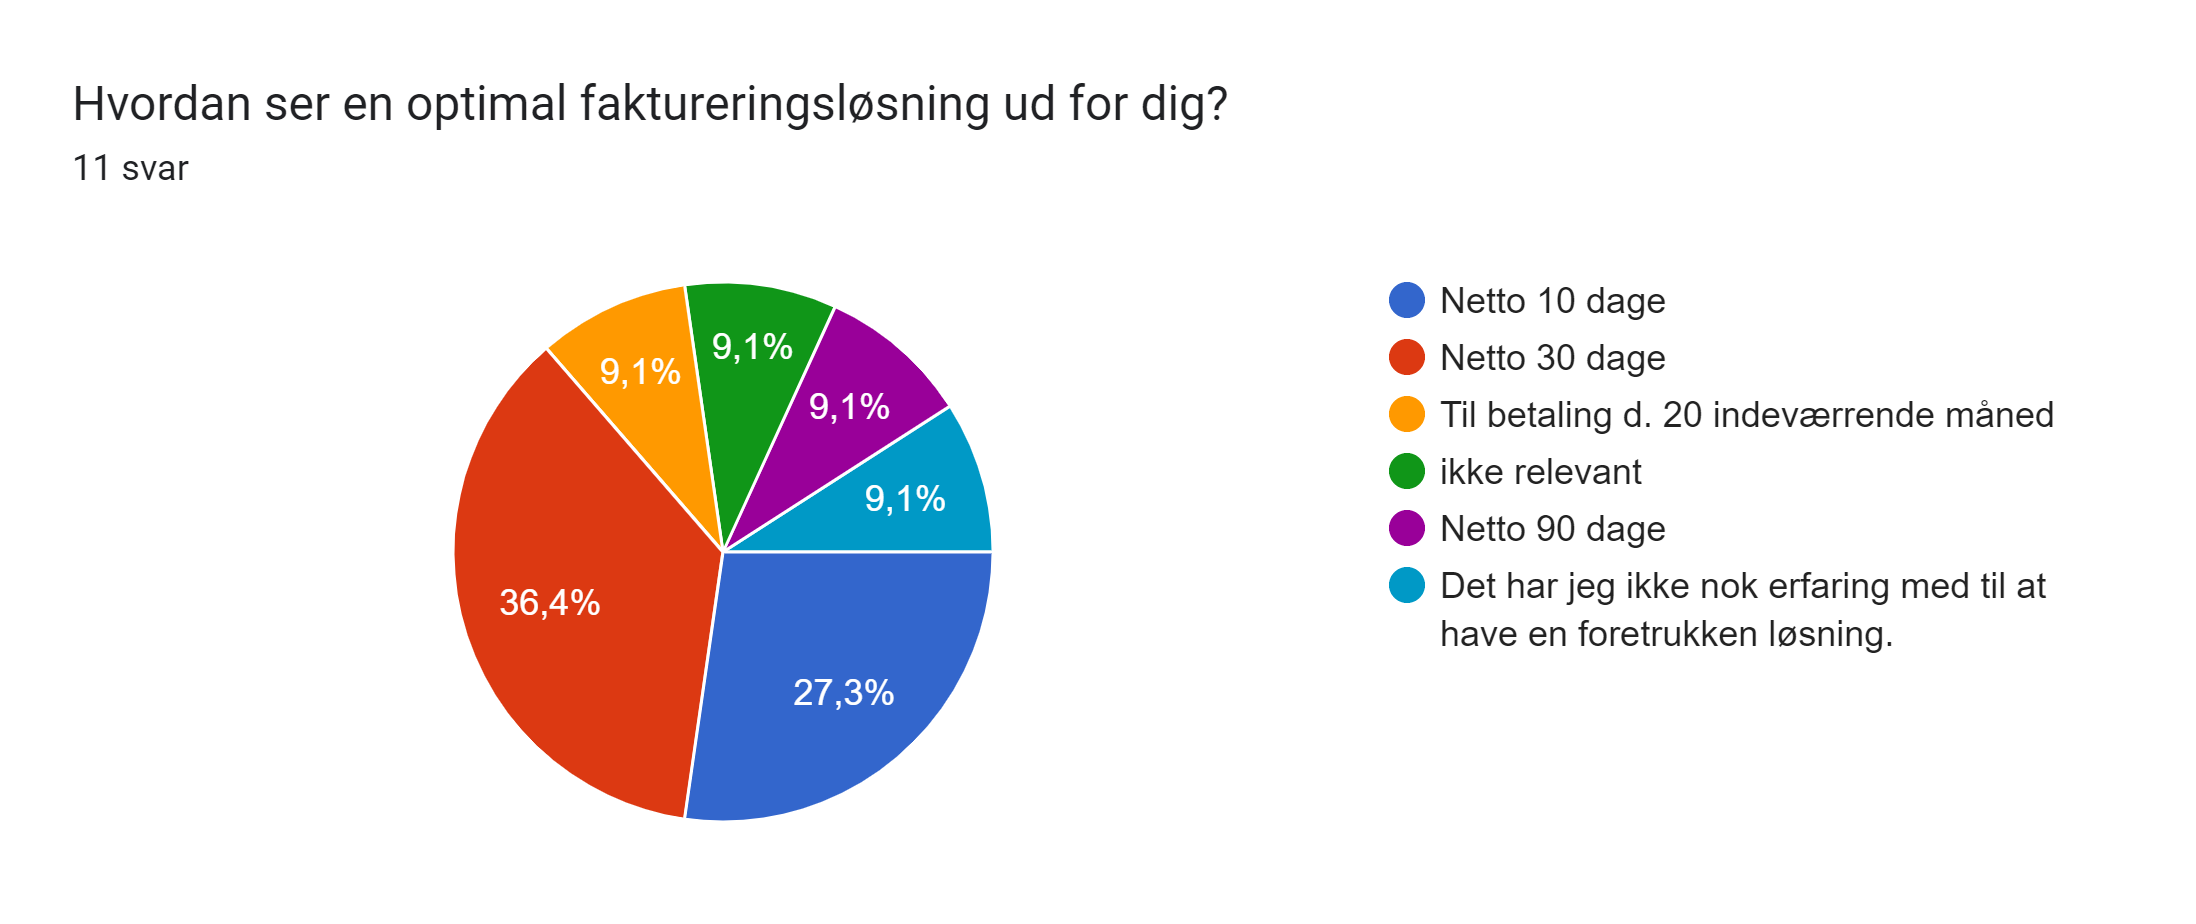 Hvordan ser en optimal faktureringsløsning ud for dig?
11 svar
9,1%
9,1%
9,1%
9,1%
36,4%
27,3%
Netto 10 dage
Netto 30 dage
Til betaling d. 20 indeværrende måned
ikke relevant
Netto 90 dage
Det har jeg ikke nok erfaring med til at
have en foretrukken løsning.